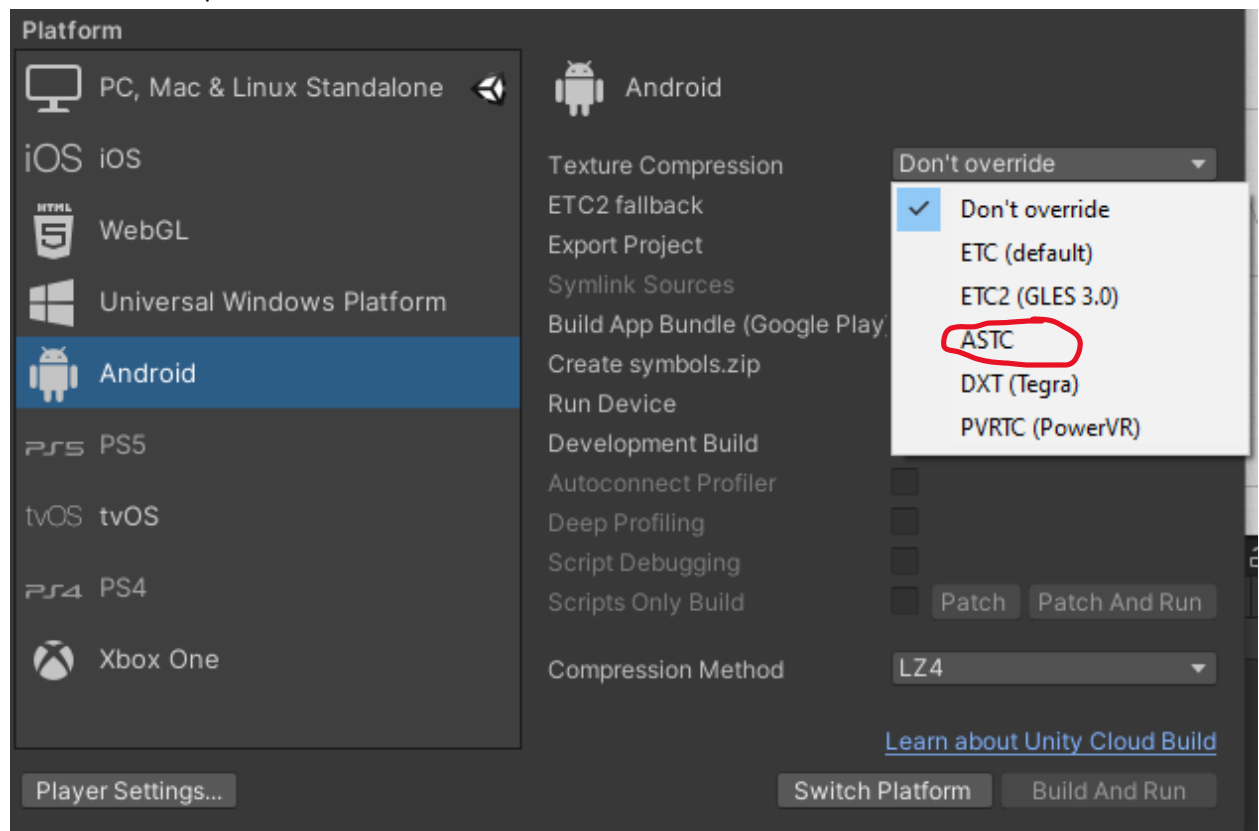 Platform
PC, Mac & Linux Standalone
iOS iOS
HTML 5 WebGL
Universal Windows Platform
Android
PS5 PS5
tvOS tvOS
PS4 PS4
Xbox One
Android
Texture Compression Don't override
ETC2 fallback
Export Project
Symlink Sources
Build App Bundle (Google Play)
Create symbols.zip
Run Device
Development Build
Autoconnect Profiler
Deep Profiling
Script Debugging
Scripts Only Build Patch Patch And Run
Don't override
ETC (default)
ETC2 (GLES 3.0)
ASTC
DXT (Tegra)
PVRTC (PowerVR)
Compression Method LZ4
Learn about Unity Cloud Build
Player Settings... Switch Platform Build And Run